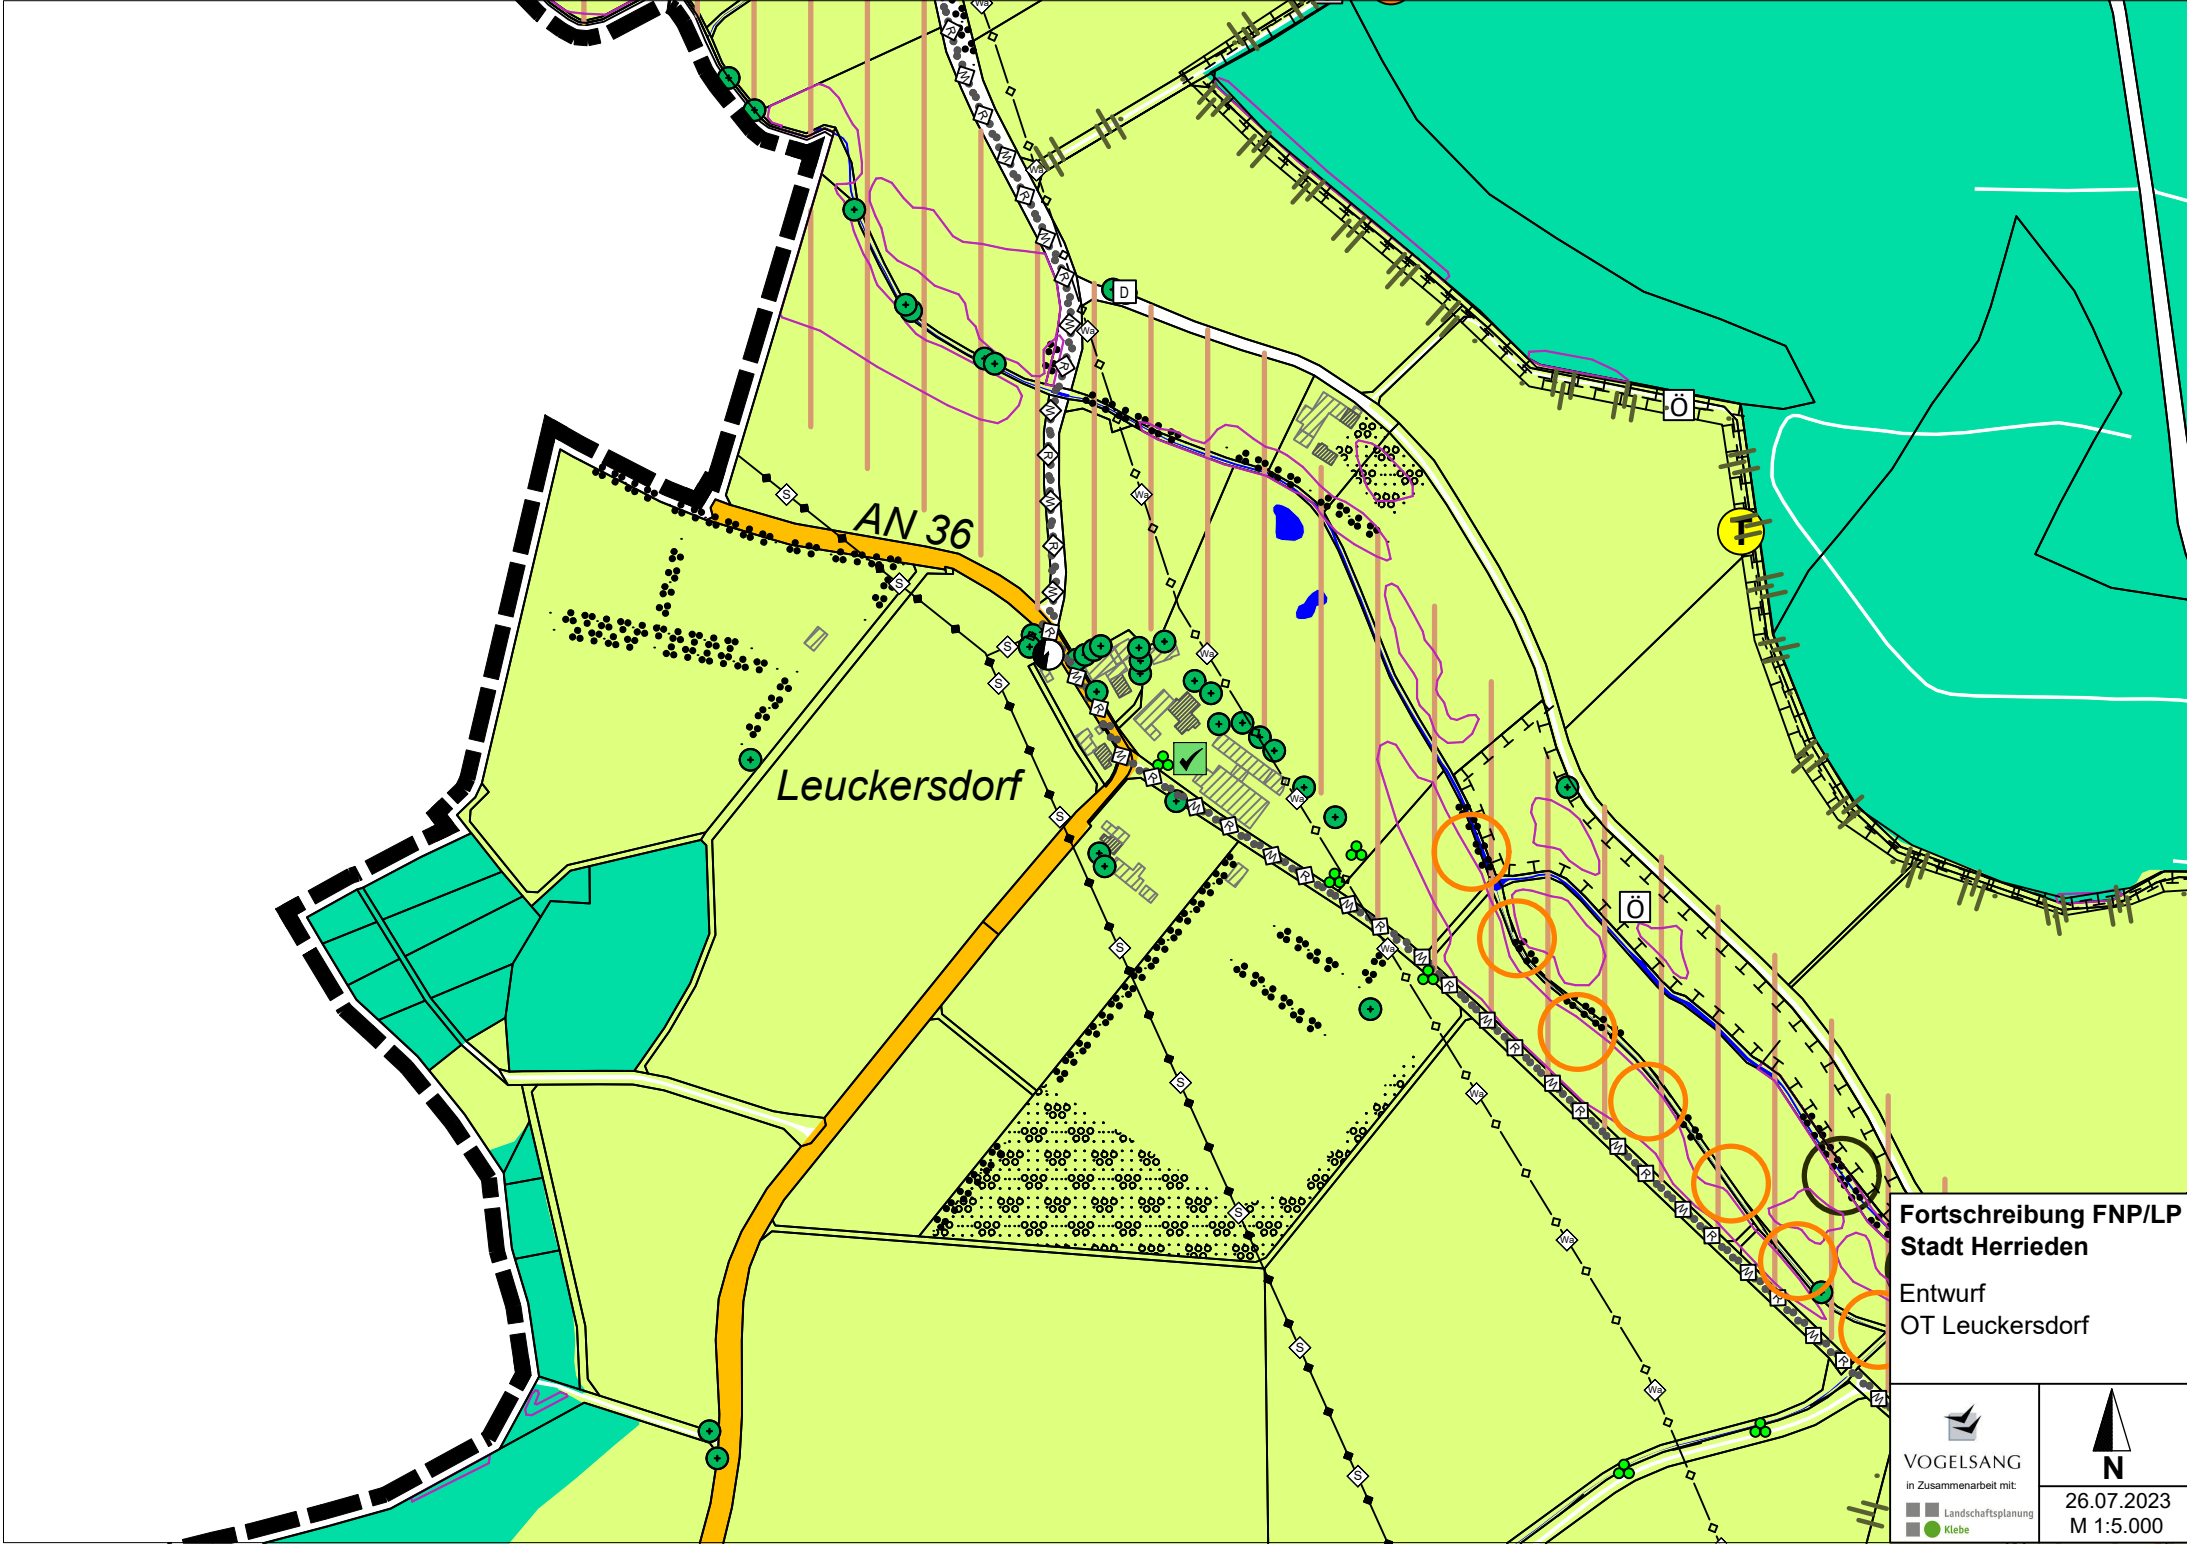 AN 36
Leuckersdorf
D
Ö
T
Ö
Fortschreibung FNP/LP
Stadt Herrieden
Entwurf
OT Leuckersdorf
VOGELSANG
in Zusammenarbeit mit:
Landschaftsplanung
Klebe
N
26.07.2023
M 1:5.000